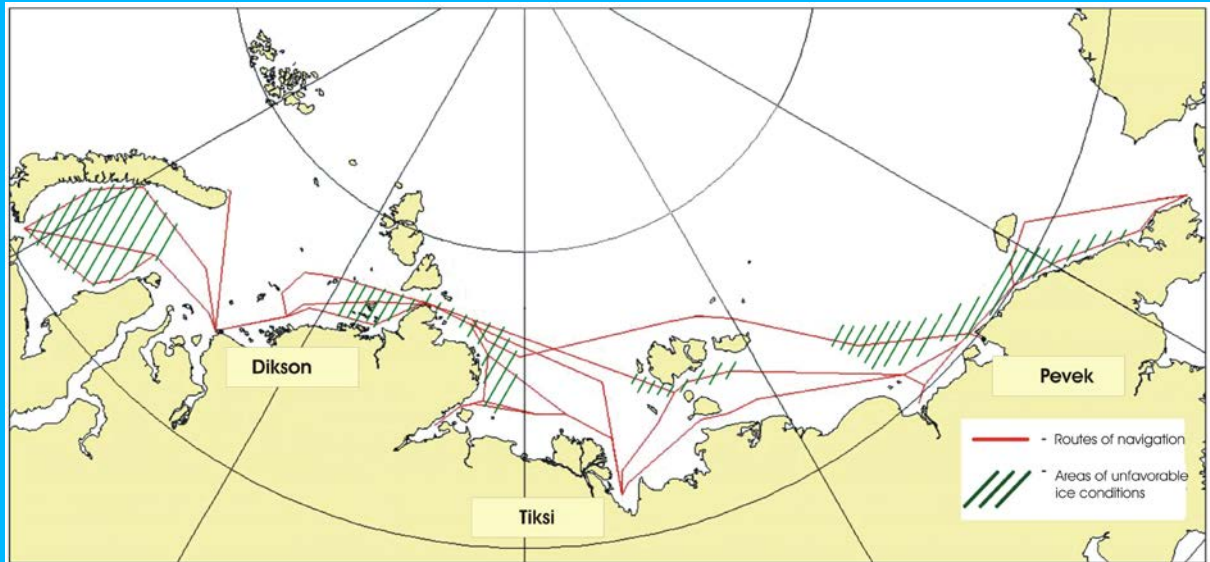 Dikson
Pevek
Tiksi
- Routes of navigation
- Areas of unfavorable
ice conditions